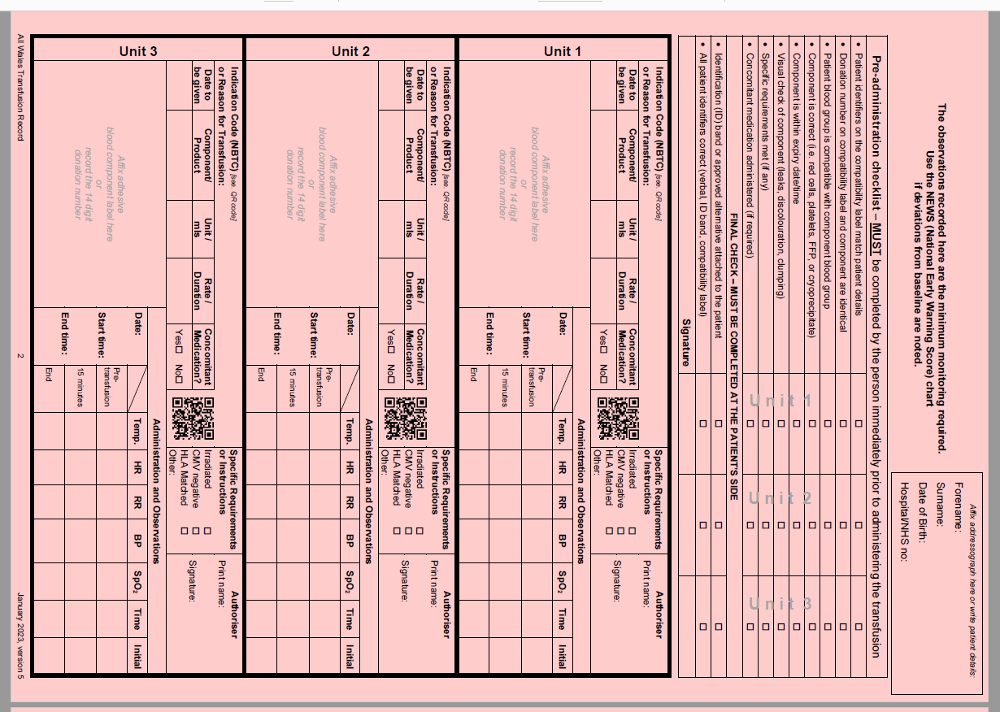 The observations recorded here are the minimum monitoring required.
Use the NEWS (National Early Warning Score) chart
if deviations from baseline are noted.
Affix addressograph here or write patient details:
Forename:
Surname:
Date of Birth:
Hospital/NHS no:
Pre-administration checklist – MUST be completed by the person immediately prior to administering the transfusion
• Patient identifiers on the compatibility label match patient details ☐ ☐ ☐
• Donation number on compatibility label and component are identical ☐ ☐ ☐
• Patient blood group is compatible with component blood group ☐ ☐ ☐
• Component is correct (i.e. red cells, platelets, FFP, or cryoprecipitate) ☐ ☐ ☐
• Component is within expiry date/time ☐ ☐ ☐
• Visual check of component (leaks, discolouration, clumping) ☐ ☐ ☐
• Specific requirements met (if any) ☐ ☐ ☐
• Concomitant medication administered (if required) ☐ ☐ ☐
Unit 1 Unit 2 Unit 3
FINAL CHECK – MUST BE COMPLETED AT THE PATIENT'S SIDE
• Identification (ID) band or approved alternative attached to the patient ☐ ☐ ☐
• All patient identifiers correct (verbal, ID band, compatibility label) ☐ ☐ ☐
Signature
Unit 1
Indication Code (NBTC) [see QR code]
or Reason for Transfusion:
Date to be given
Component/ Product
Unit / mls
Rate / Duration
Concomitant Medication?
Yes☐ No☐
Specific Requirements
or Instructions
Irradiated ☐
CMV negative ☐
HLA Matched ☐
Other:
Authoriser
Print name:
Signature:
Affix adhesive
blood component label here
or
record the 14 digit
donation number
Administration and Observations
Date:
Start time:
End time:
Temp. HR RR BP SpO₂ Time Initial
Pre-transfusion
15 minutes
End
Unit 2
Indication Code (NBTC) [see QR code]
or Reason for Transfusion:
Date to be given
Component/ Product
Unit / mls
Rate / Duration
Concomitant Medication?
Yes☐ No☐
Specific Requirements
or Instructions
Irradiated ☐
CMV negative ☐
HLA Matched ☐
Other:
Authoriser
Print name:
Signature:
Affix adhesive
blood component label here
or
record the 14 digit
donation number
Administration and Observations
Date:
Start time:
End time:
Temp. HR RR BP SpO₂ Time Initial
Pre-transfusion
15 minutes
End
Unit 3
Indication Code (NBTC) [see QR code]
or Reason for Transfusion:
Date to be given
Component/ Product
Unit / mls
Rate / Duration
Concomitant Medication?
Yes☐ No☐
Specific Requirements
or Instructions
Irradiated ☐
CMV negative ☐
HLA Matched ☐
Other:
Authoriser
Print name:
Signature:
Affix adhesive
blood component label here
or
record the 14 digit
donation number
Administration and Observations
Date:
Start time:
End time:
Temp. HR RR BP SpO₂ Time Initial
Pre-transfusion
15 minutes
End
All Wales Transfusion Record 2 January 2023, version 5